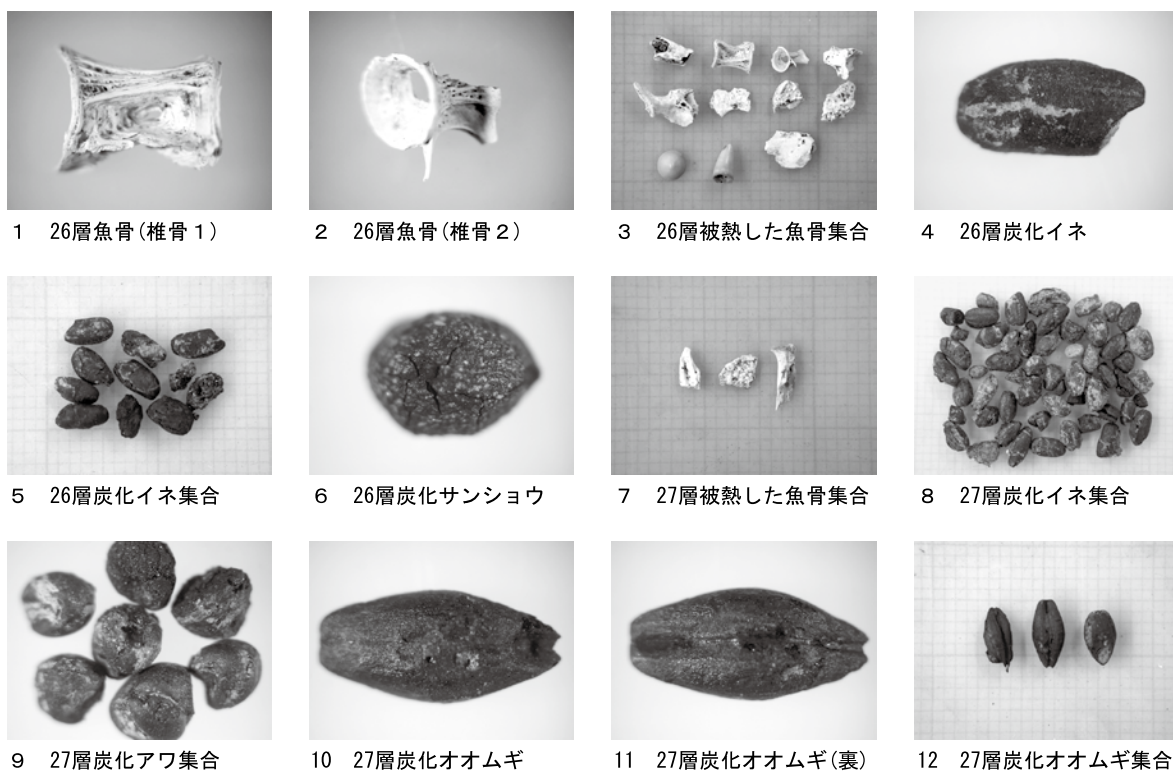 1 26層魚骨(椎骨1)
2 26層魚骨(椎骨2)
3 26層被熱した魚骨集合
4 26層炭化イネ
5 26層炭化イネ集合
6 26層炭化サンショウ
7 27層被熱した魚骨集合
8 27層炭化イネ集合
9 27層炭化アワ集合
10 27層炭化オオムギ
11 27層炭化オオムギ(裏)
12 27層炭化オオムギ集合